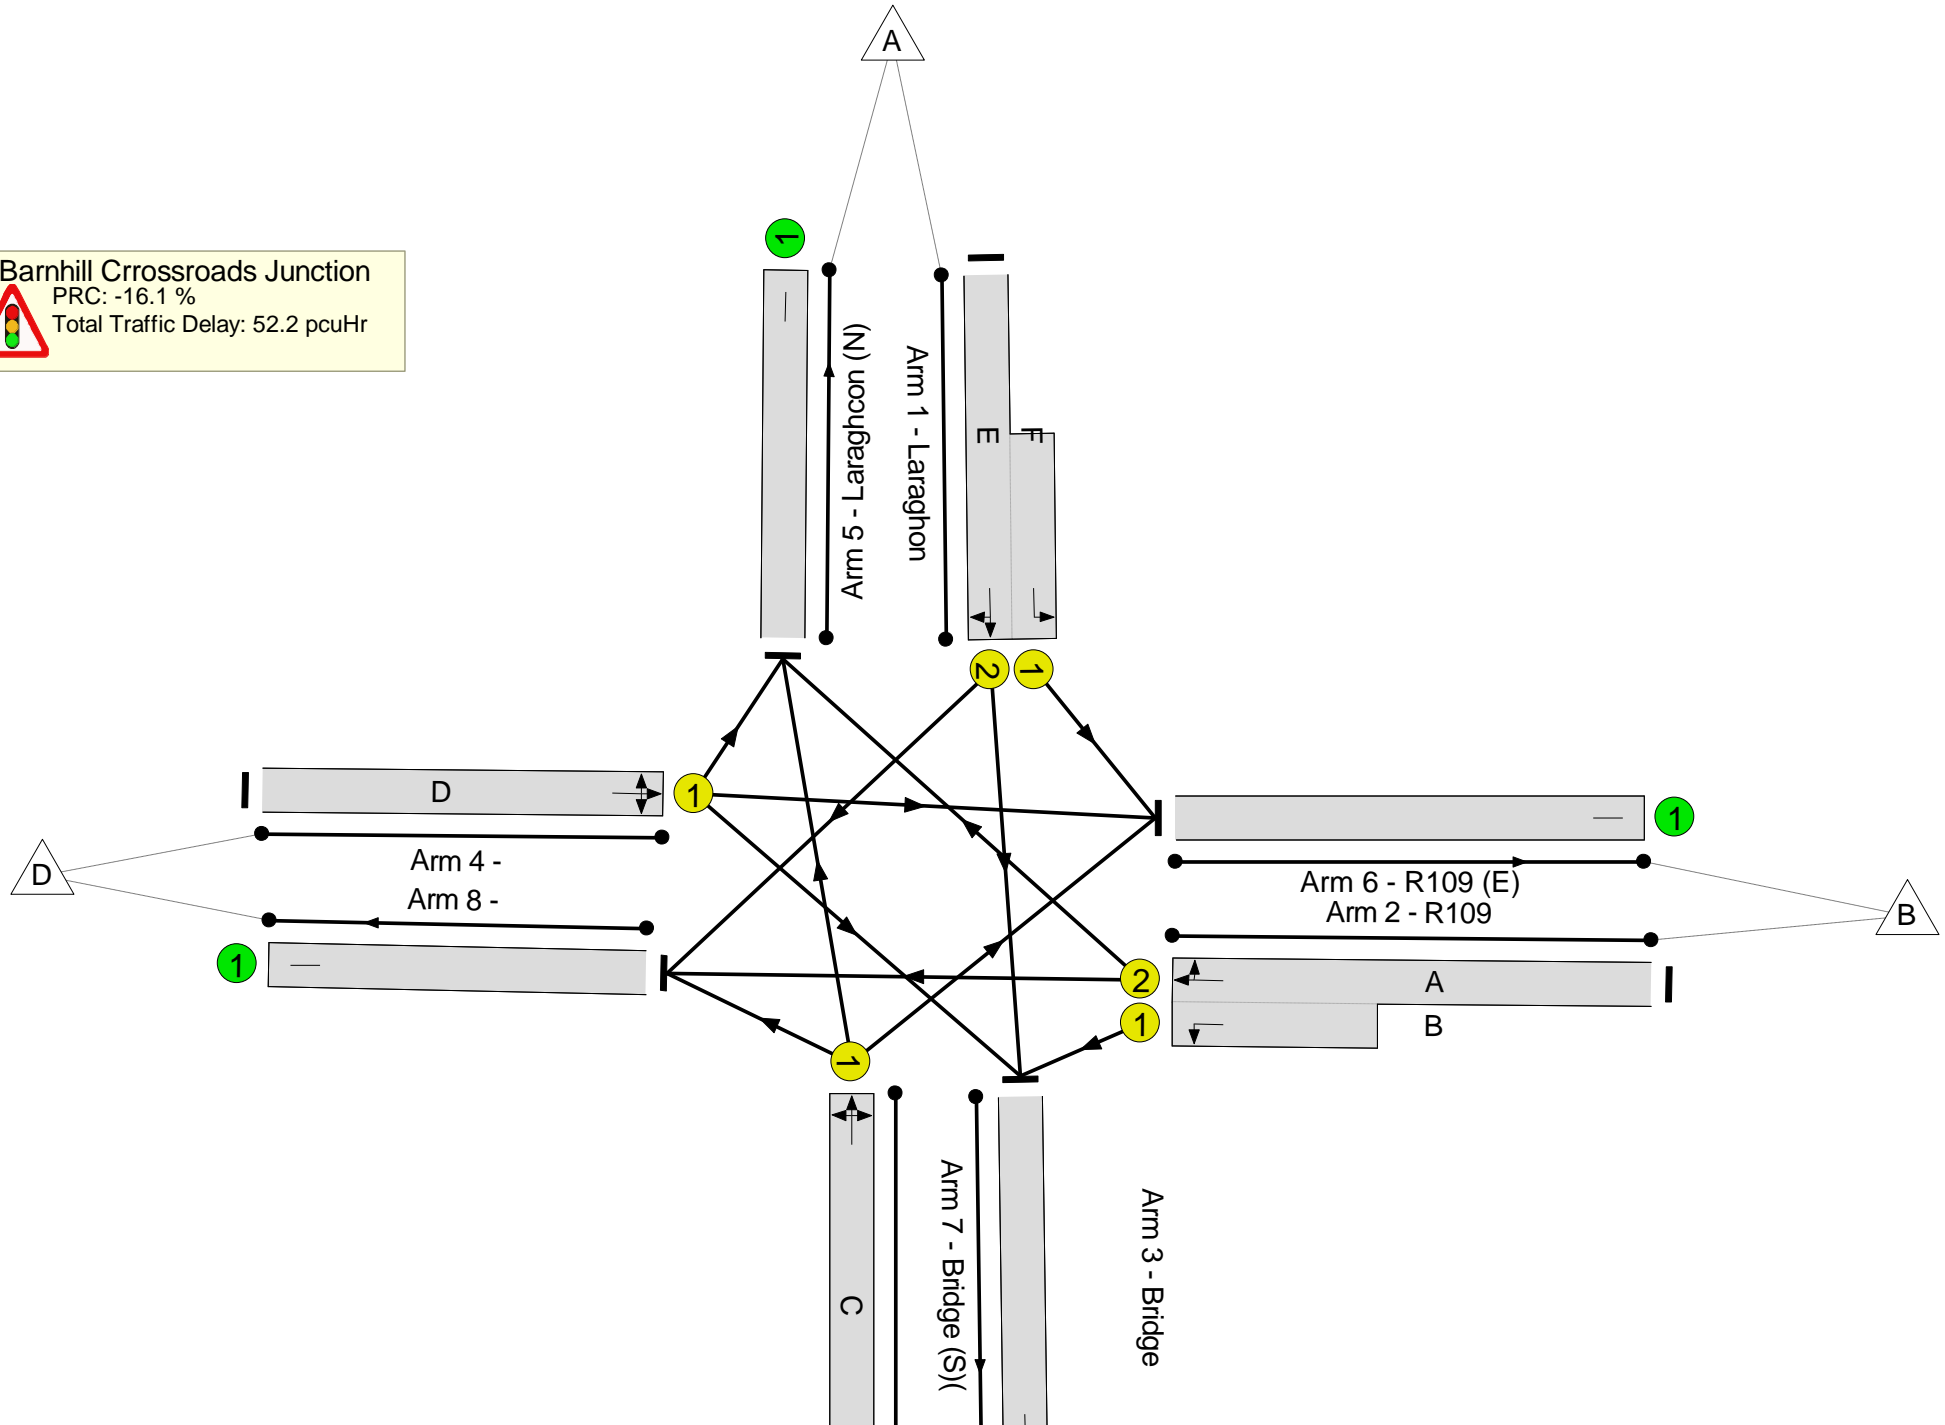 A
Barnhill Crrossroads Junction
PRC: -16.1 %
Total Traffic Delay: 52.2 pcuHr
1
Arm 5 - Laraghcon (N)
Arm 1 - Laraghon
E
F
2
1
D
1
D
Arm 4 -
Arm 8 -
1
1
Arm 6 - R109 (E)
Arm 2 - R109
B
2
A
1
B
1
C
Arm 7 - Bridge (S)(
Arm 3 - Bridge